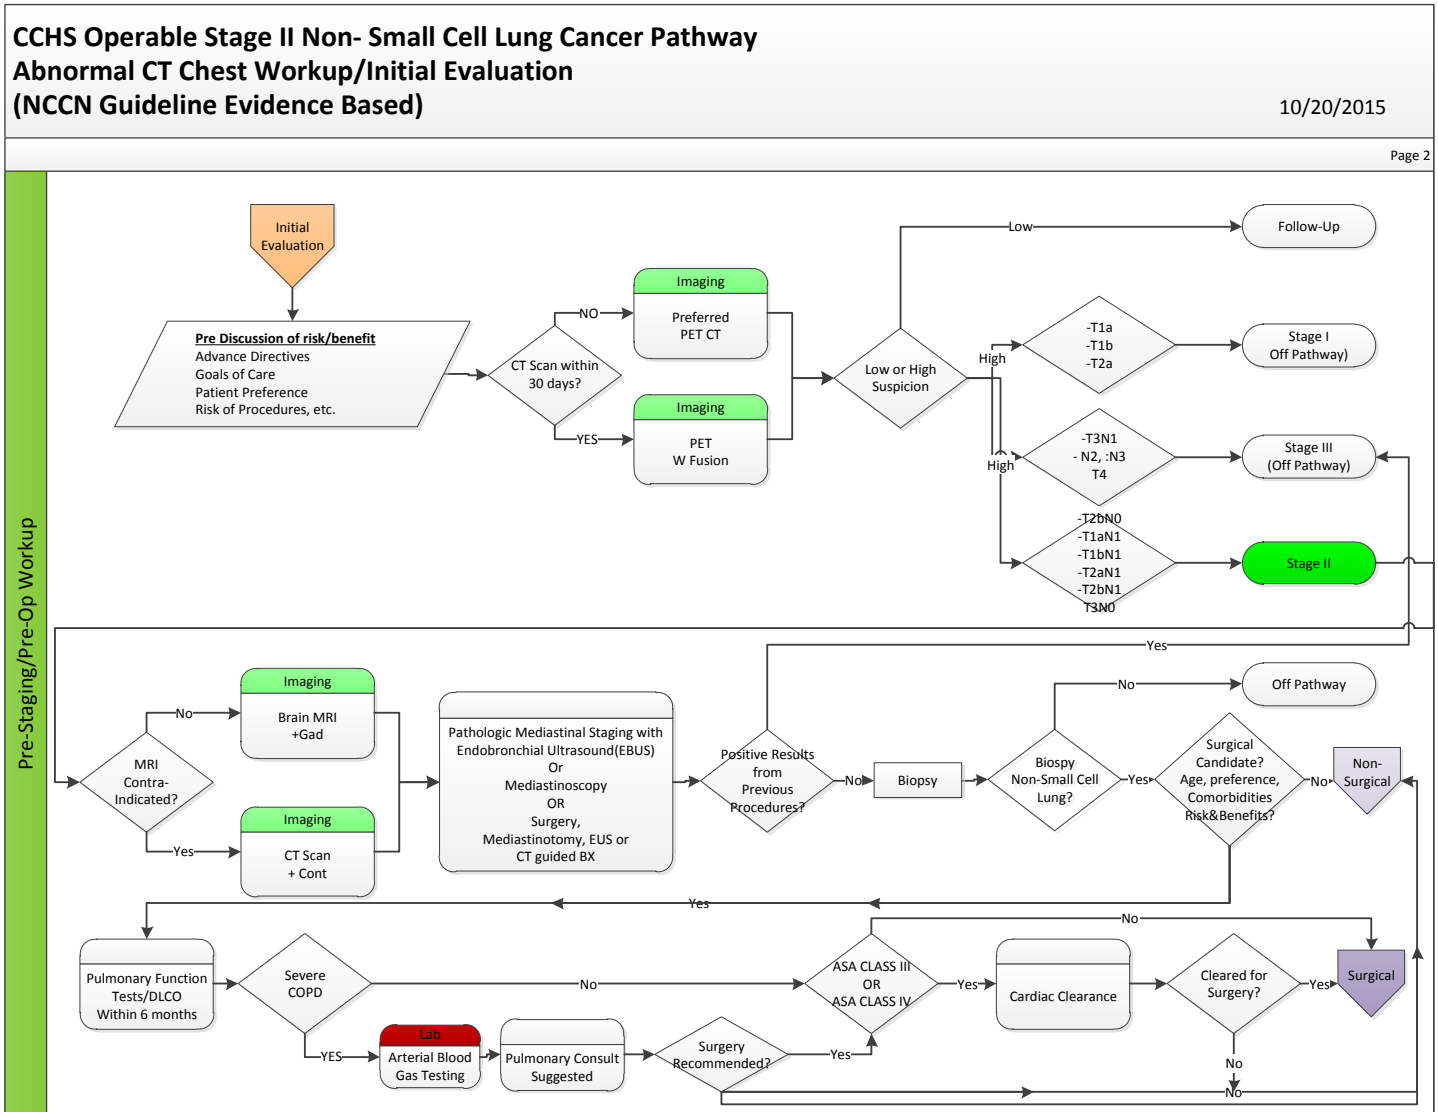 CCHS Operable Stage II Non- Small Cell Lung Cancer Pathway
Abnormal CT Chest Workup/Initial Evaluation
(NCCN Guideline Evidence Based)
10/20/2015
Page 2
Pre-Staging/Pre-Op Workup
Initial
Evaluation
Pre Discussion of risk/benefit
Advance Directives
Goals of Care
Patient Preference
Risk of Procedures, etc.
CT Scan within
30 days?
NO
YES
Imaging
Preferred
PET CT
Imaging
PET
W Fusion
Low or High
Suspicion
Low
High
High
Follow-Up
-T1a
-T1b
-T2a
Stage I
Off Pathway)
-T3N1
- N2, :N3
T4
Stage III
(Off Pathway)
-T2bN0
-T1aN1
-T1bN1
-T2aN1
-T2bN1
T3N0
Stage II
MRI
Contra-
Indicated?
No
Yes
Imaging
Brain MRI
+Gad
Imaging
CT Scan
+ Cont
Pathologic Mediastinal Staging with
Endobronchial Ultrasound(EBUS)
Or
Mediastinoscopy
OR
Surgery,
Mediastinotomy, EUS or
CT guided BX
Positive Results
from
Previous
Procedures?
Yes
No
Biopsy
Biospy
Non-Small Cell
Lung?
No
Off Pathway
Yes
Surgical
Candidate?
Age, preference,
Comorbidities
Risk&Benefits?
No
Non-
Surgical
Yes
Pulmonary Function
Tests/DLCO
Within 6 months
Severe
COPD
No
YES
Lab
Arterial Blood
Gas Testing
Pulmonary Consult
Suggested
Surgery
Recommended?
Yes
No
ASA CLASS III
OR
ASA CLASS IV
No
Yes
Cardiac Clearance
Cleared for
Surgery?
Yes
No
Surgical